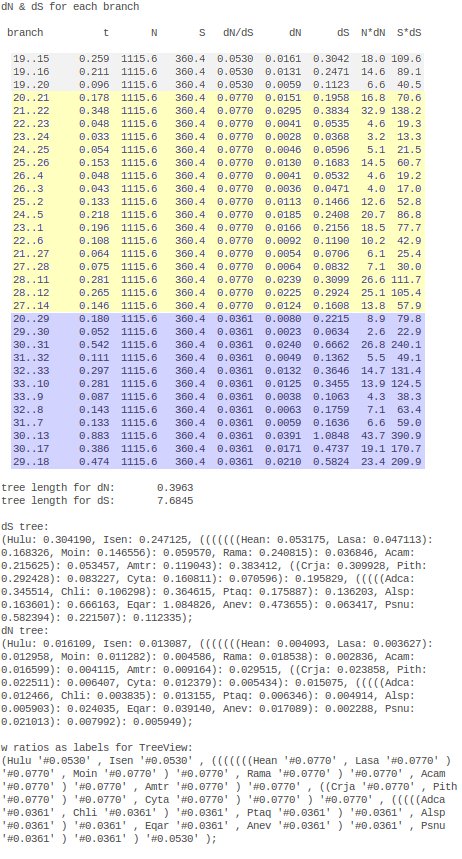 dN & dS for each branch
branch t N S dN/dS dN dS N*dN S*dS
19..15 0.259 1115.6 360.4 0.0530 0.0161 0.3042 18.0 109.6
19..16 0.211 1115.6 360.4 0.0530 0.0131 0.2471 14.6 89.1
19..20 0.096 1115.6 360.4 0.0530 0.0059 0.1123 6.6 40.5
20..21 0.178 1115.6 360.4 0.0770 0.0151 0.1958 16.8 70.6
21..22 0.348 1115.6 360.4 0.0770 0.0295 0.3834 32.9 138.2
22..23 0.048 1115.6 360.4 0.0770 0.0041 0.0535 4.6 19.3
23..24 0.033 1115.6 360.4 0.0770 0.0028 0.0368 3.2 13.3
24..25 0.054 1115.6 360.4 0.0770 0.0046 0.0596 5.1 21.5
25..26 0.153 1115.6 360.4 0.0770 0.0130 0.1683 14.5 60.7
26..4 0.048 1115.6 360.4 0.0770 0.0041 0.0532 4.6 19.2
26..3 0.043 1115.6 360.4 0.0770 0.0036 0.0471 4.0 17.0
25..2 0.133 1115.6 360.4 0.0770 0.0113 0.1466 12.6 52.8
24..5 0.218 1115.6 360.4 0.0770 0.0185 0.2408 20.7 86.8
23..1 0.196 1115.6 360.4 0.0770 0.0166 0.2156 18.5 77.7
22..6 0.108 1115.6 360.4 0.0770 0.0092 0.1190 10.2 42.9
21..27 0.064 1115.6 360.4 0.0770 0.0054 0.0706 6.1 25.4
27..28 0.075 1115.6 360.4 0.0770 0.0064 0.0832 7.1 30.0
28..11 0.281 1115.6 360.4 0.0770 0.0239 0.3099 26.6 111.7
28..12 0.265 1115.6 360.4 0.0770 0.0225 0.2924 25.1 105.4
27..14 0.146 1115.6 360.4 0.0770 0.0124 0.1608 13.8 57.9
20..29 0.180 1115.6 360.4 0.0361 0.0080 0.2215 8.9 79.8
29..30 0.052 1115.6 360.4 0.0361 0.0023 0.0634 2.6 22.9
30..31 0.542 1115.6 360.4 0.0361 0.0240 0.6662 26.8 240.1
31..32 0.111 1115.6 360.4 0.0361 0.0049 0.1362 5.5 49.1
32..33 0.297 1115.6 360.4 0.0361 0.0132 0.3646 14.7 131.4
33..10 0.281 1115.6 360.4 0.0361 0.0125 0.3455 13.9 124.5
33..9 0.087 1115.6 360.4 0.0361 0.0038 0.1063 4.3 38.3
32..8 0.143 1115.6 360.4 0.0361 0.0063 0.1759 7.1 63.4
31..7 0.133 1115.6 360.4 0.0361 0.0059 0.1636 6.6 59.0
30..13 0.883 1115.6 360.4 0.0361 0.0391 1.0848 43.7 390.9
30..17 0.386 1115.6 360.4 0.0361 0.0171 0.4737 19.1 170.7
29..18 0.474 1115.6 360.4 0.0361 0.0210 0.5824 23.4 209.9
tree length for dN: 0.3963
tree length for dS: 7.6845
dS tree:
(Hulu: 0.304190, Isen: 0.247125, (((((((Hean: 0.053175, Lasa: 0.047113):
0.168326, Moin: 0.146556): 0.059570, Rama: 0.240815): 0.036846, Acam:
0.215625): 0.053457, Amtr: 0.119043): 0.383412, ((Crja: 0.309928, Pith:
0.292428): 0.083227, Cyta: 0.160811): 0.070596): 0.195829, (((((Adca:
0.345514, Chli: 0.106298): 0.364615, Ptaq: 0.175887): 0.136203, Alsp:
0.163601): 0.666163, Eqar: 1.084826, Anev: 0.473655): 0.063417, Psnu:
0.582394): 0.221507): 0.112335);
dN tree:
(Hulu: 0.016109, Isen: 0.013087, (((((((Hean: 0.004093, Lasa: 0.003627):
0.012958, Moin: 0.011282): 0.004586, Rama: 0.018538): 0.002836, Acam:
0.016599): 0.004115, Amtr: 0.009164): 0.029515, ((Crja: 0.023858, Pith:
0.022511): 0.006407, Cyta: 0.012379): 0.005434): 0.015075, (((((Adca:
0.012466, Chli: 0.003835): 0.013155, Ptaq: 0.006346): 0.004914, Alsp:
0.005903): 0.024035, Eqar: 0.039140, Anev: 0.017089): 0.002288, Psnu:
0.021013): 0.007992): 0.005949);
w ratios as labels for TreeView:
(Hulu '#0.0530' , Isen '#0.0530' , (((((((Hean '#0.0770' , Lasa '#0.0770' )
'#0.0770' , Moin '#0.0770' ) '#0.0770' , Rama '#0.0770' ) '#0.0770' , Acam
'#0.0770' ) '#0.0770' , Amtr '#0.0770' ) '#0.0770' , ((Crja '#0.0770' , Pith
'#0.0770' ) '#0.0770' , Cyta '#0.0770' ) '#0.0770' ) '#0.0770' , (((((Adca
'#0.0361' , Chli '#0.0361' ) '#0.0361' , Ptaq '#0.0361' ) '#0.0361' , Alsp
'#0.0361' ) '#0.0361' , Eqar '#0.0361' , Anev '#0.0361' ) '#0.0361' , Psnu
'#0.0361' ) '#0.0361' ) '#0.0530' );